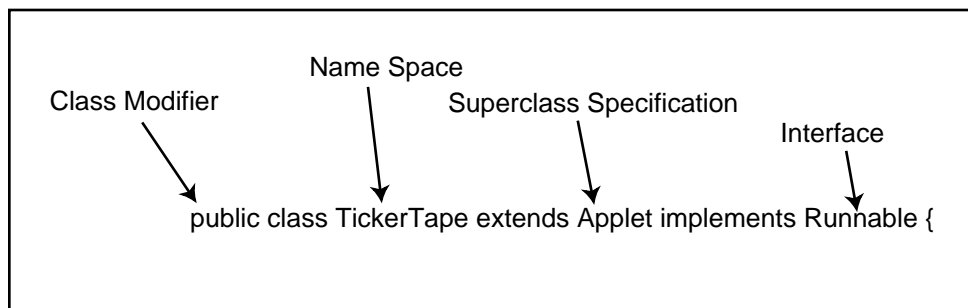 Name Space
Class Modifier
Superclass Specification
Interface
public class TickerTape extends Applet implements Runnable {